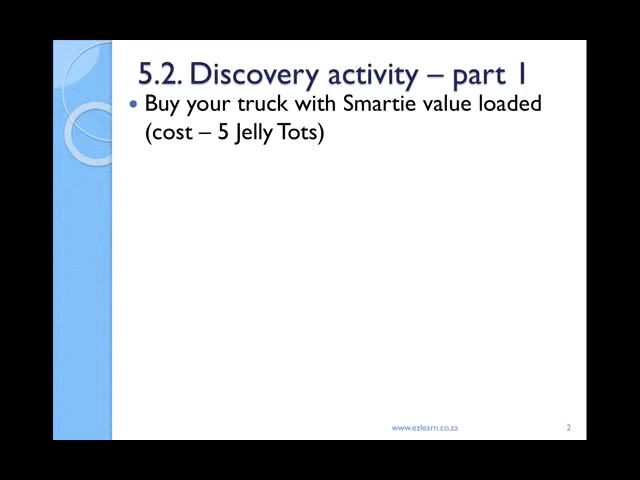 5.2. Discovery activity – part 1
• Buy your truck with Smartie value loaded
(cost – 5 Jelly Tots)
www.ezlearn.co.za 2